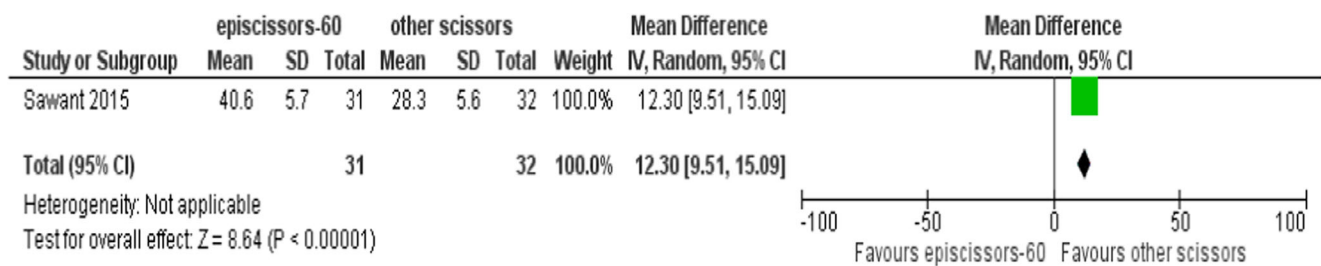 episcissors-60 other scissors Mean Difference Mean Difference
Study or Subgroup Mean SD Total Mean SD Total Weight IV, Random, 95% CI IV, Random, 95% CI
Sawant 2015 40.6 5.7 31 28.3 5.6 32 100.0% 12.30 [9.51, 15.09]
Total (95% CI) 31 32 100.0% 12.30 [9.51, 15.09]
Heterogeneity: Not applicable
Test for overall effect: Z = 8.64 (P < 0.00001)
-100 -50 0 50 100
Favours episcissors-60 Favours other scissors